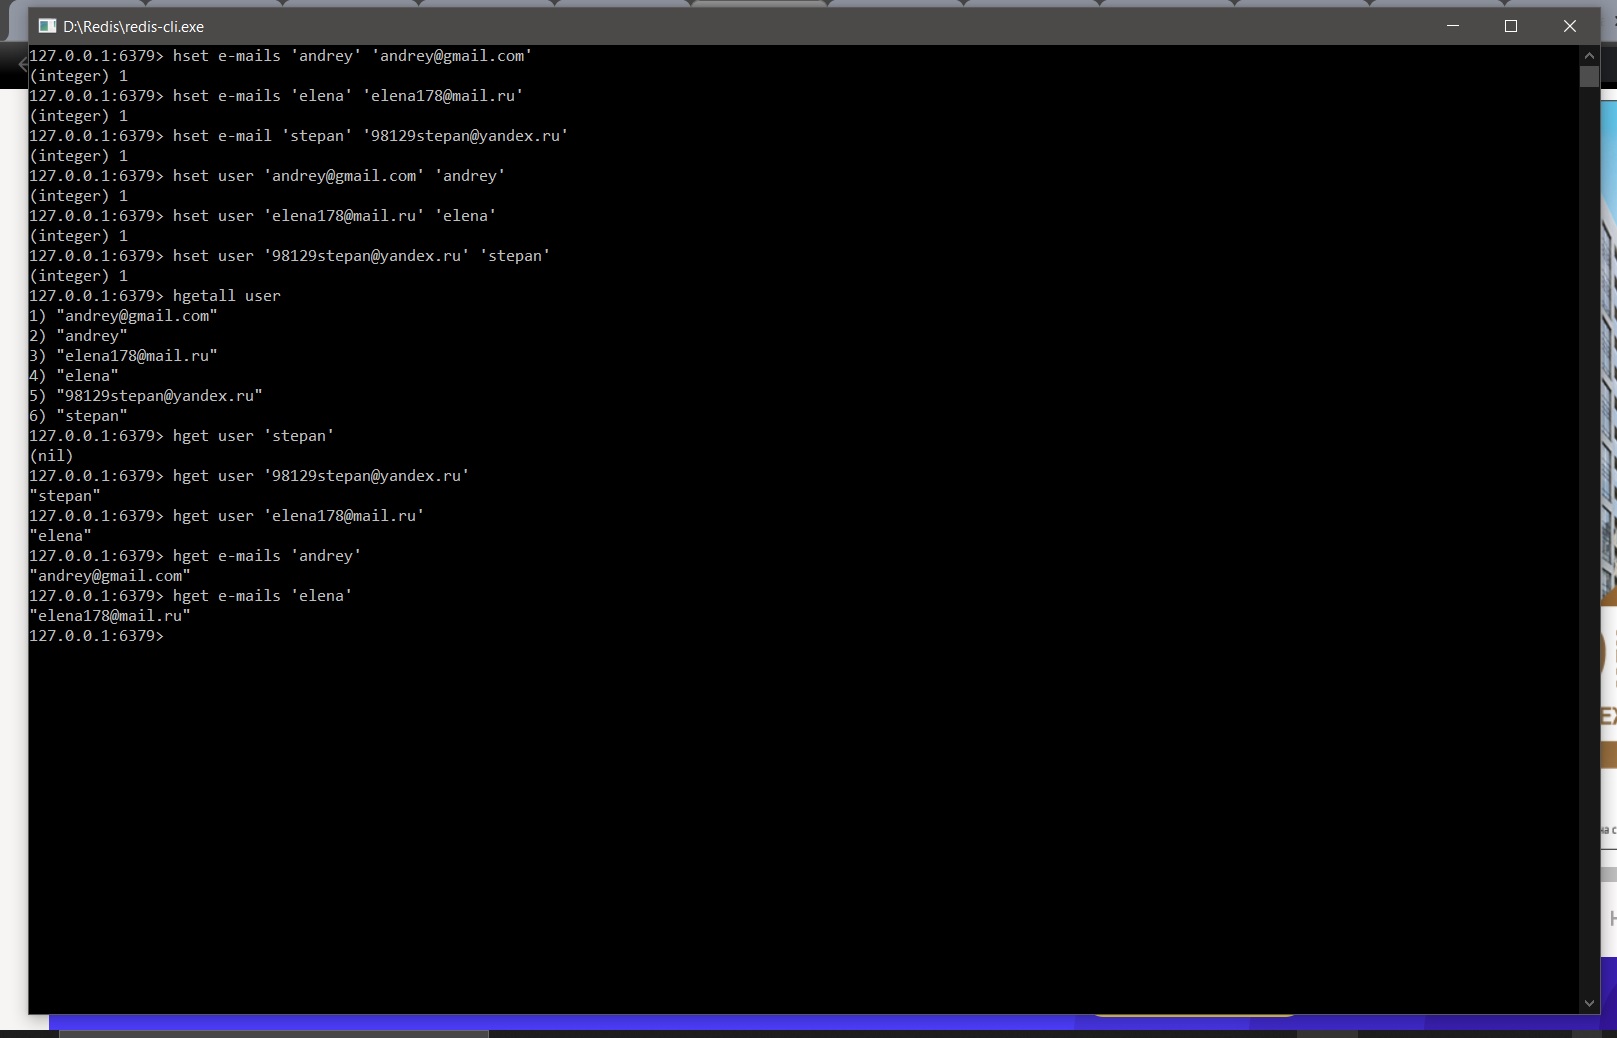 D:\Redis\redis-cli.exe
127.0.0.1:6379> hset e-mails 'andrey' 'andrey@gmail.com'
(integer) 1
127.0.0.1:6379> hset e-mails 'elena' 'elena178@mail.ru'
(integer) 1
127.0.0.1:6379> hset e-mail 'stepan' '98129stepan@yandex.ru'
(integer) 1
127.0.0.1:6379> hset user 'andrey@gmail.com' 'andrey'
(integer) 1
127.0.0.1:6379> hset user 'elena178@mail.ru' 'elena'
(integer) 1
127.0.0.1:6379> hset user '98129stepan@yandex.ru' 'stepan'
(integer) 1
127.0.0.1:6379> hgetall user
1) "andrey@gmail.com"
2) "andrey"
3) "elena178@mail.ru"
4) "elena"
5) "98129stepan@yandex.ru"
6) "stepan"
127.0.0.1:6379> hget user 'stepan'
(nil)
127.0.0.1:6379> hget user '98129stepan@yandex.ru'
"stepan"
127.0.0.1:6379> hget user 'elena178@mail.ru'
"elena"
127.0.0.1:6379> hget e-mails 'andrey'
"andrey@gmail.com"
127.0.0.1:6379> hget e-mails 'elena'
"elena178@mail.ru"
127.0.0.1:6379>